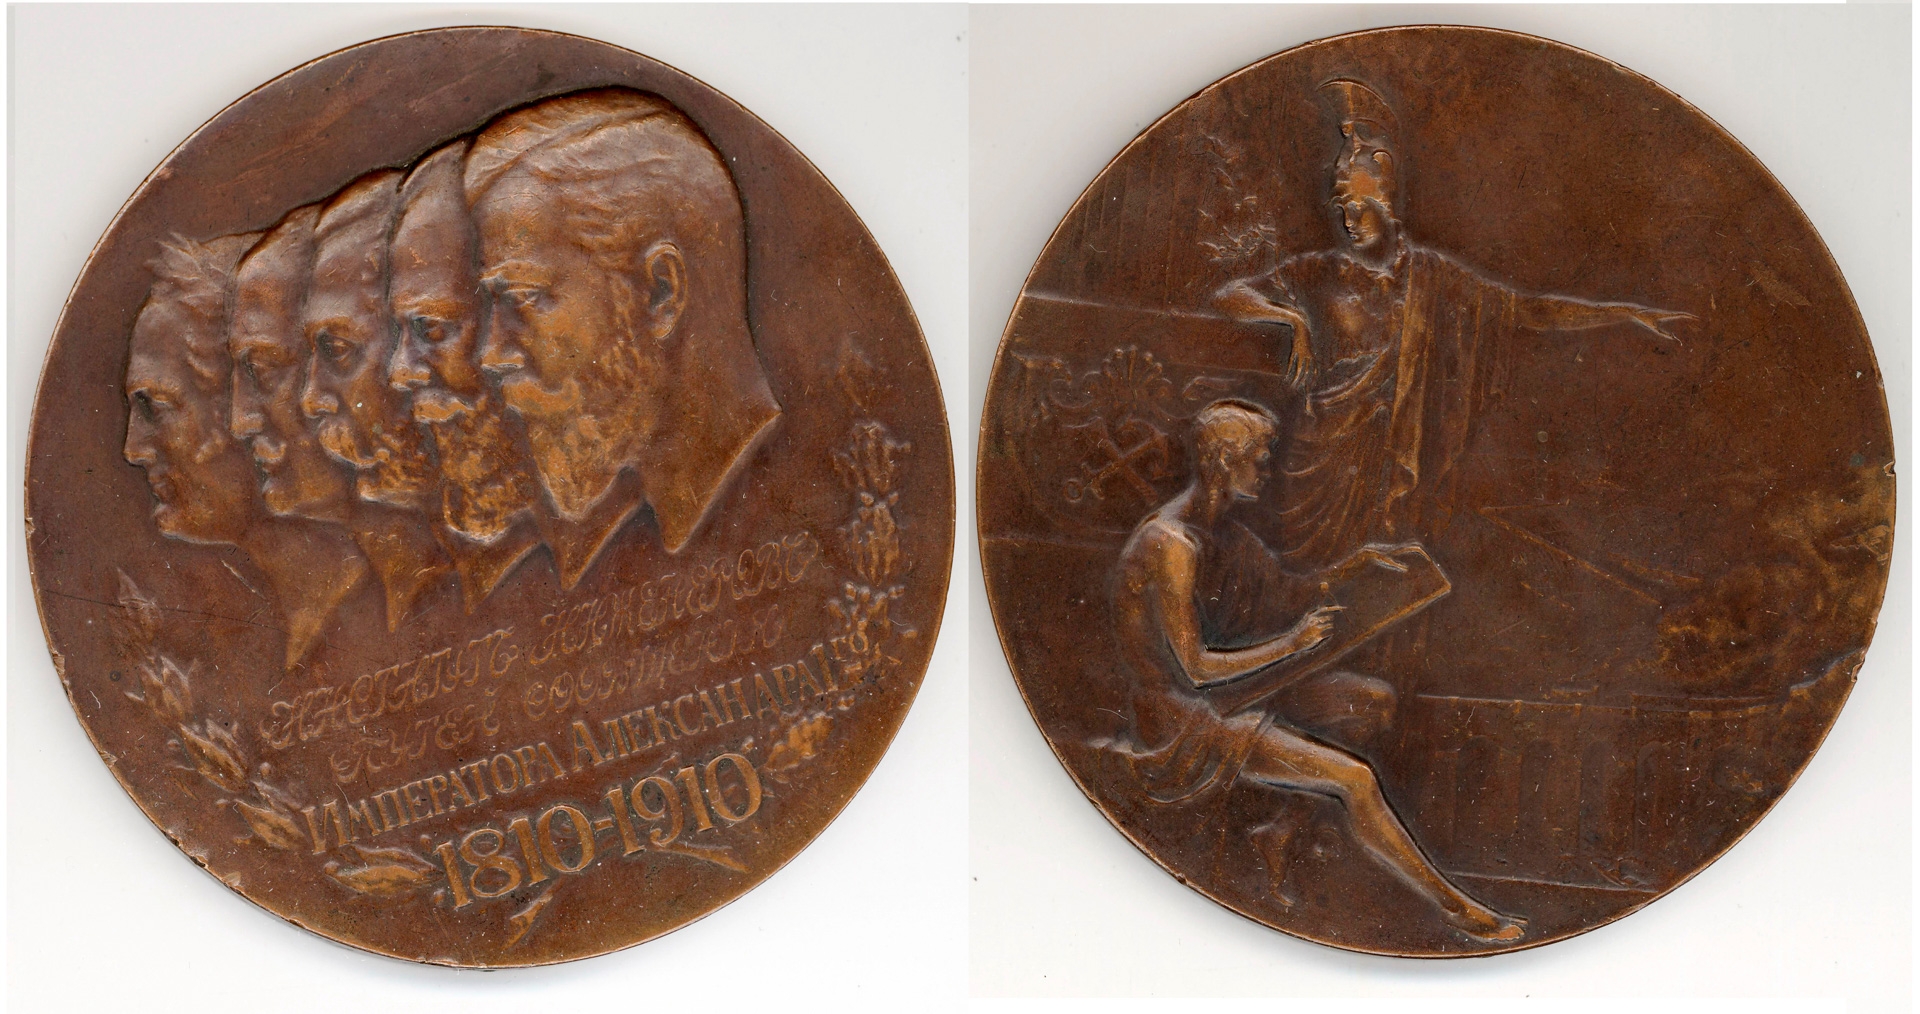 ИНСТИТУТЪ ИНЖЕНЕРОВЪ
ПУТЕЙ СООБЩЕНІЯ
ИМПЕРАТОРА АЛЕКСАНДРА I ГО
1810-1910